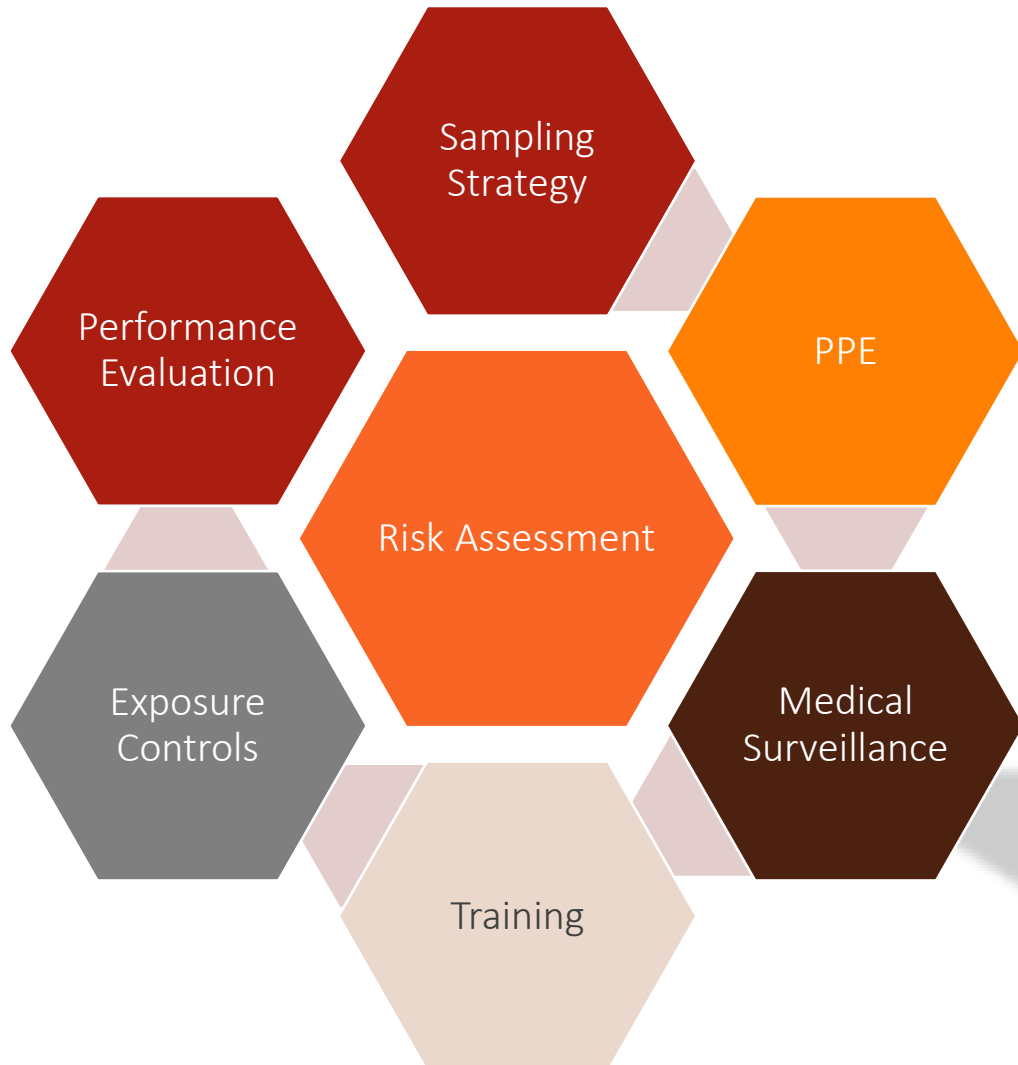 Sampling
Strategy
Performance
Evaluation
PPE
Risk Assessment
Exposure
Controls
Medical
Surveillance
Training